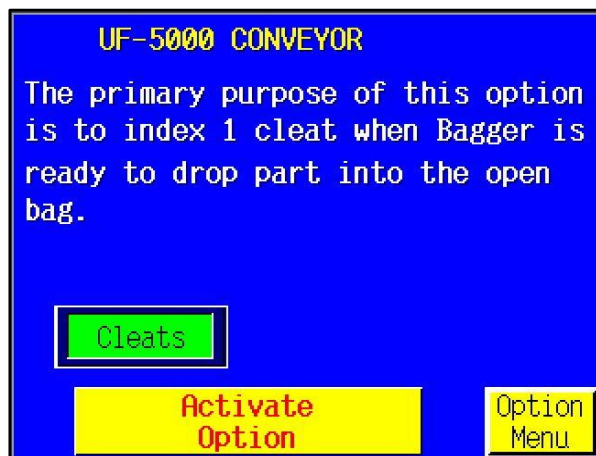 UF-5000 CONVEYOR
The primary purpose of this option
is to index 1 cleat when Bagger is
ready to drop part into the open
bag.
Cleats
Activate
Option
Option
Menu